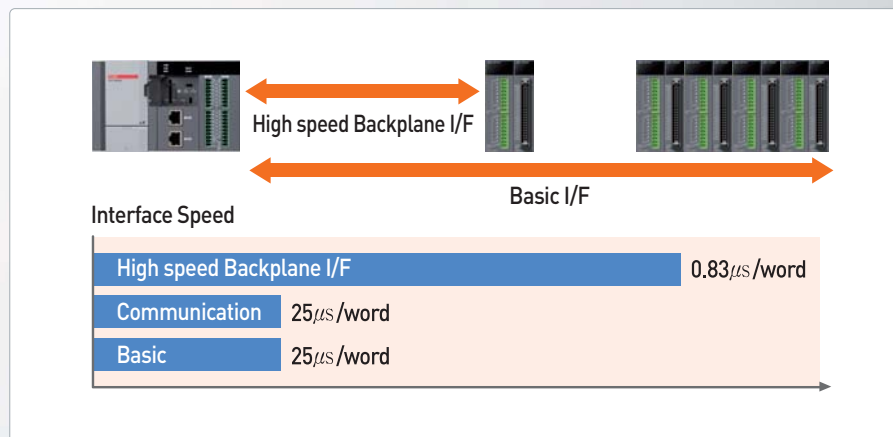 High speed Backplane I/F
Basic I/F
Interface Speed
High speed Backplane I/F 0.83㎲/word
Communication 25㎲/word
Basic 25㎲/word